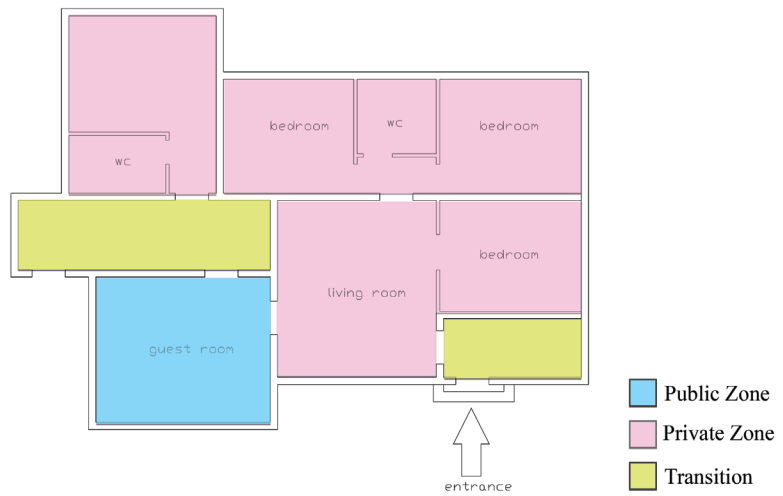 bedroom
wc
bedroom
wc
bedroom
living room
guest room
entrance
Public Zone
Private Zone
Transition